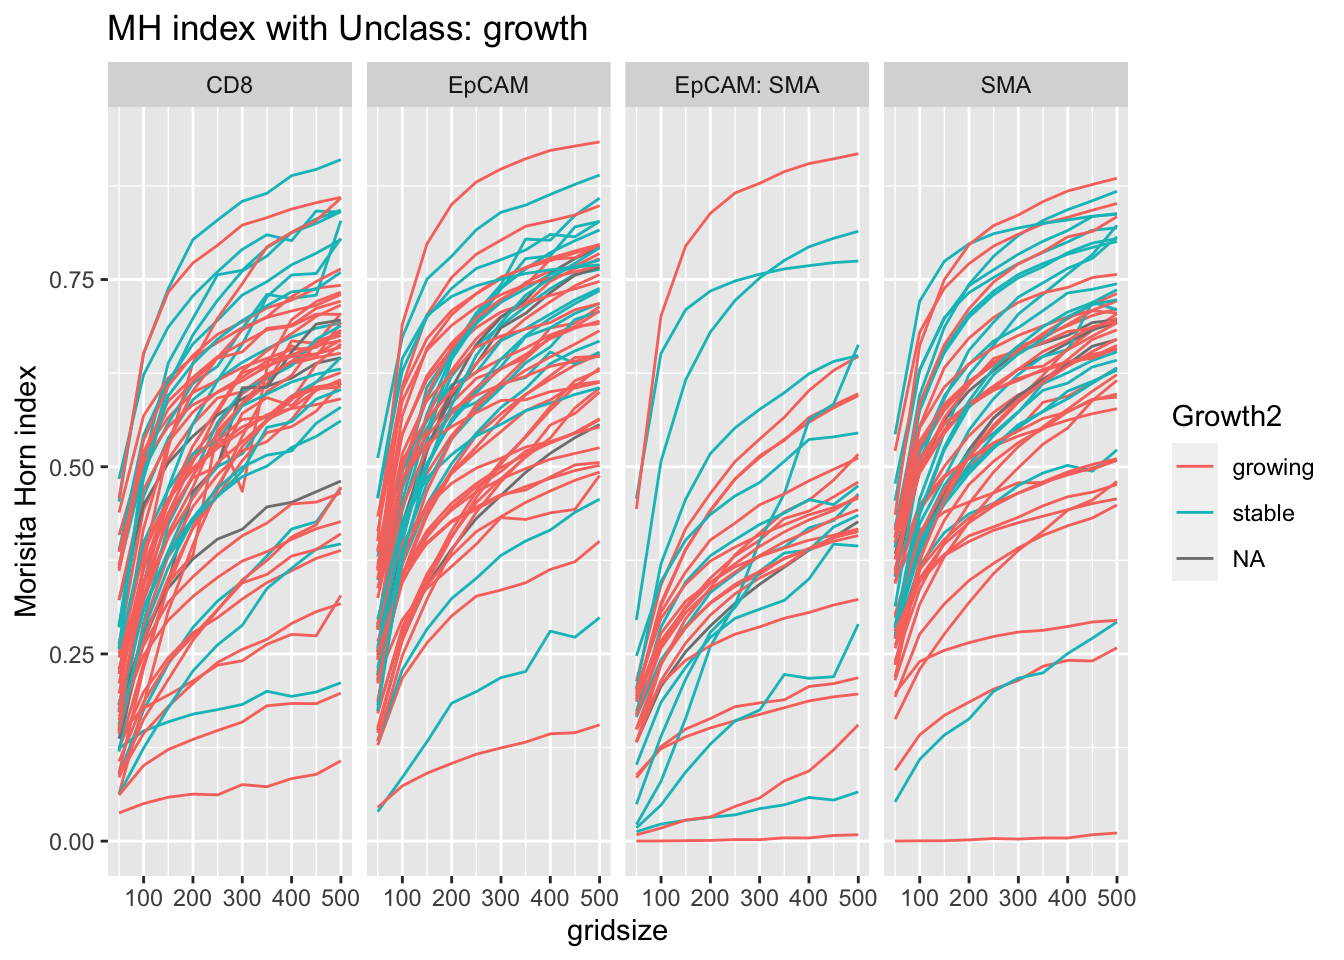 MH index with Unclass: growth
CD8
EpCAM
EpCAM: SMA
SMA
Morisita Horn index
0.75
0.50
0.25
0.00
100 200 300 400 500
100 200 300 400 500
100 200 300 400 500
100 200 300 400 500
gridsize
Growth2
growing
stable
NA